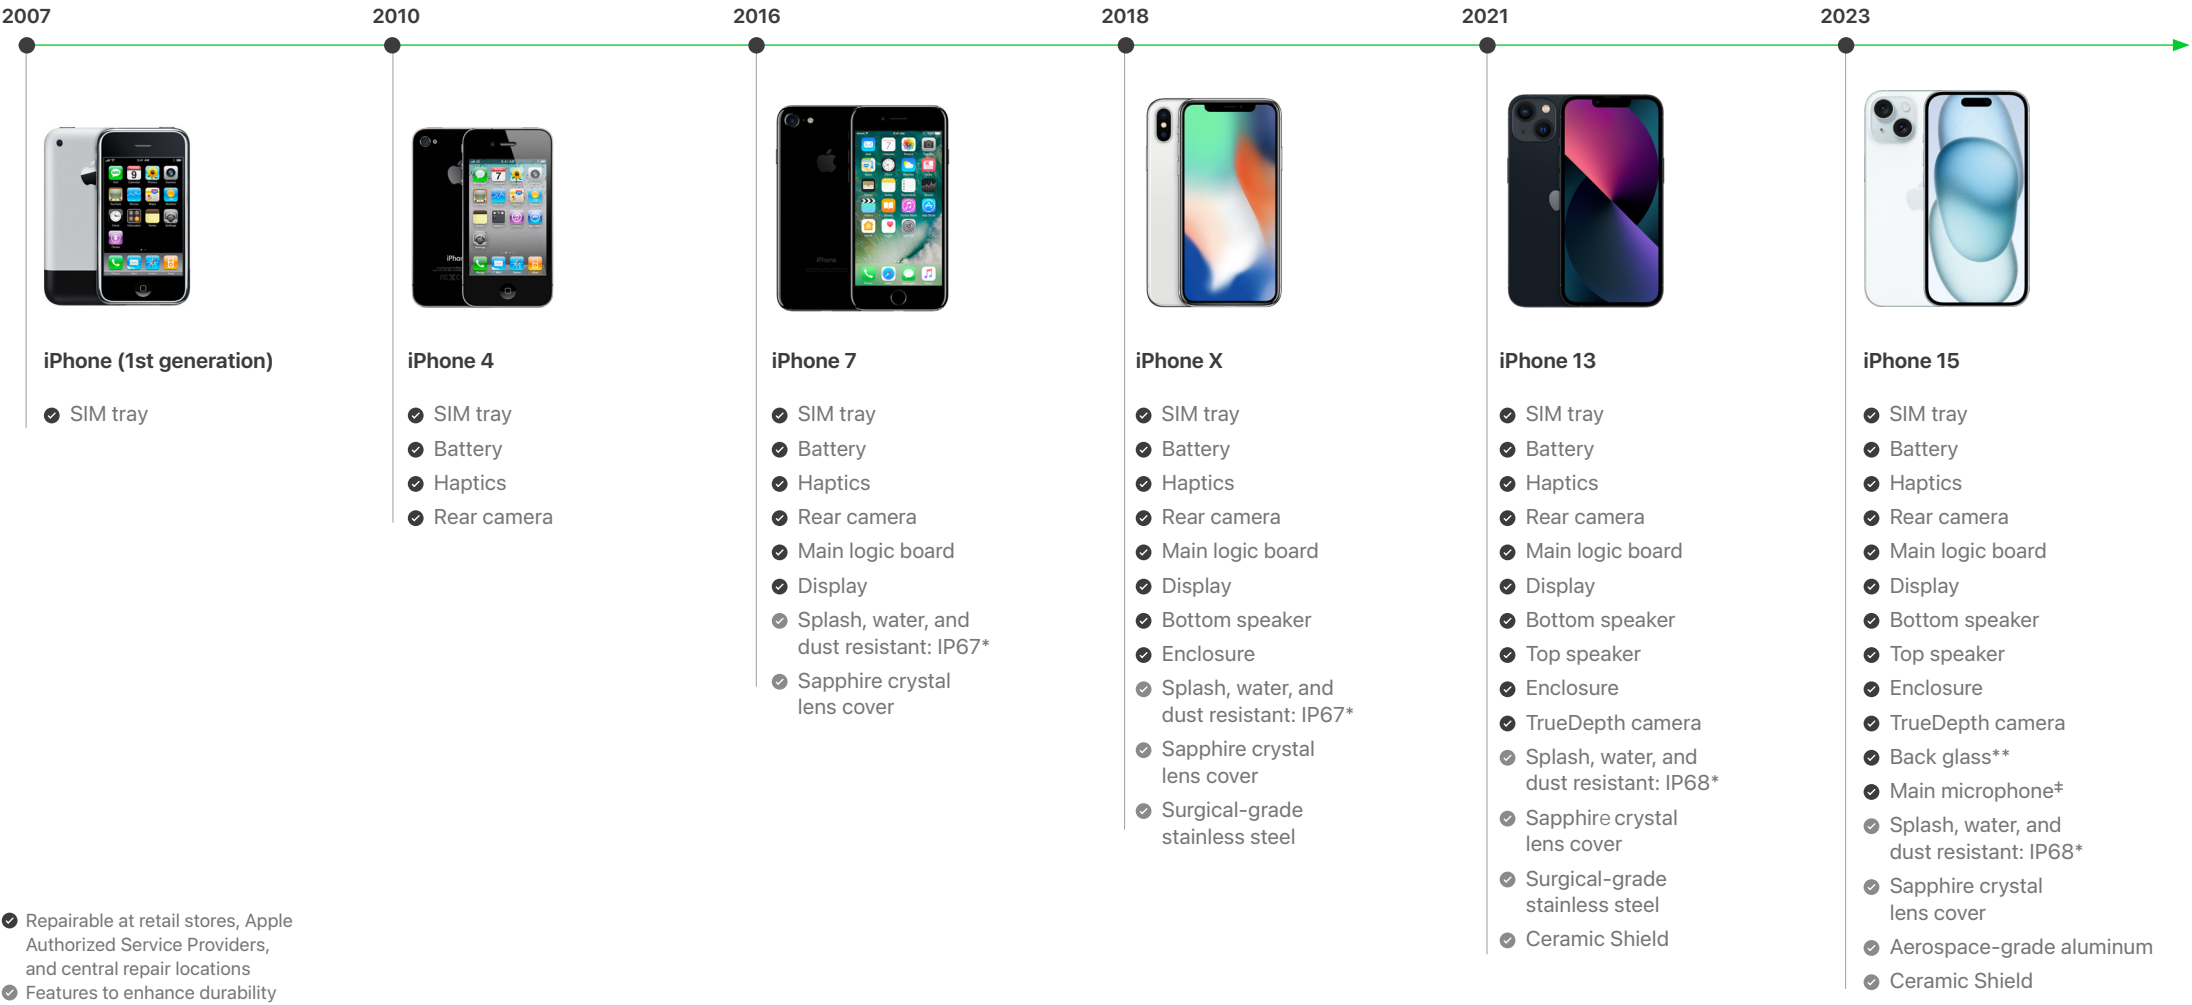 2007
2010
2016
2018
2021
2023
iPhone (1st generation)
SIM tray
iPhone 4
SIM tray
Battery
Haptics
Rear camera
iPhone 7
SIM tray
Battery
Haptics
Rear camera
Main logic board
Display
Splash, water, and
dust resistant: IP67*
Sapphire crystal
lens cover
iPhone X
SIM tray
Battery
Haptics
Rear camera
Main logic board
Display
Bottom speaker
Enclosure
Splash, water, and
dust resistant: IP67*
Sapphire crystal
lens cover
Surgical-grade
stainless steel
iPhone 13
SIM tray
Battery
Haptics
Rear camera
Main logic board
Display
Bottom speaker
Top speaker
Enclosure
TrueDepth camera
Splash, water, and
dust resistant: IP68*
Sapphire crystal
lens cover
Surgical-grade
stainless steel
Ceramic Shield
iPhone 15
SIM tray
Battery
Haptics
Rear camera
Main logic board
Display
Bottom speaker
Top speaker
Enclosure
TrueDepth camera
Back glass**
Main microphone‡
Splash, water, and
dust resistant: IP68*
Sapphire crystal
lens cover
Aerospace-grade aluminum
Ceramic Shield
Repairable at retail stores, Apple
Authorized Service Providers,
and central repair locations
Features to enhance durability